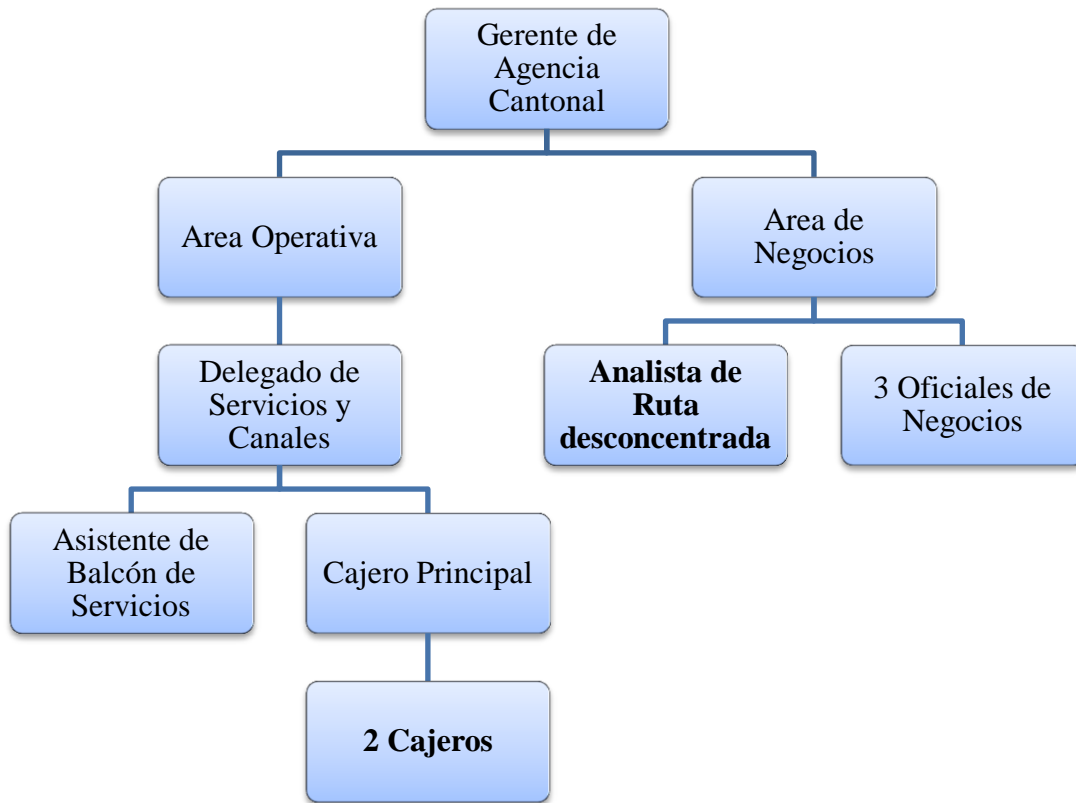 Gerente de
Agencia
Cantonal
Area Operativa
Area de
Negocios
Delegado de
Servicios y
Canales
Analista de
Ruta
desconcentrada
3 Oficiales de
Negocios
Asistente de
Balcón de
Servicios
Cajero Principal
2 Cajeros